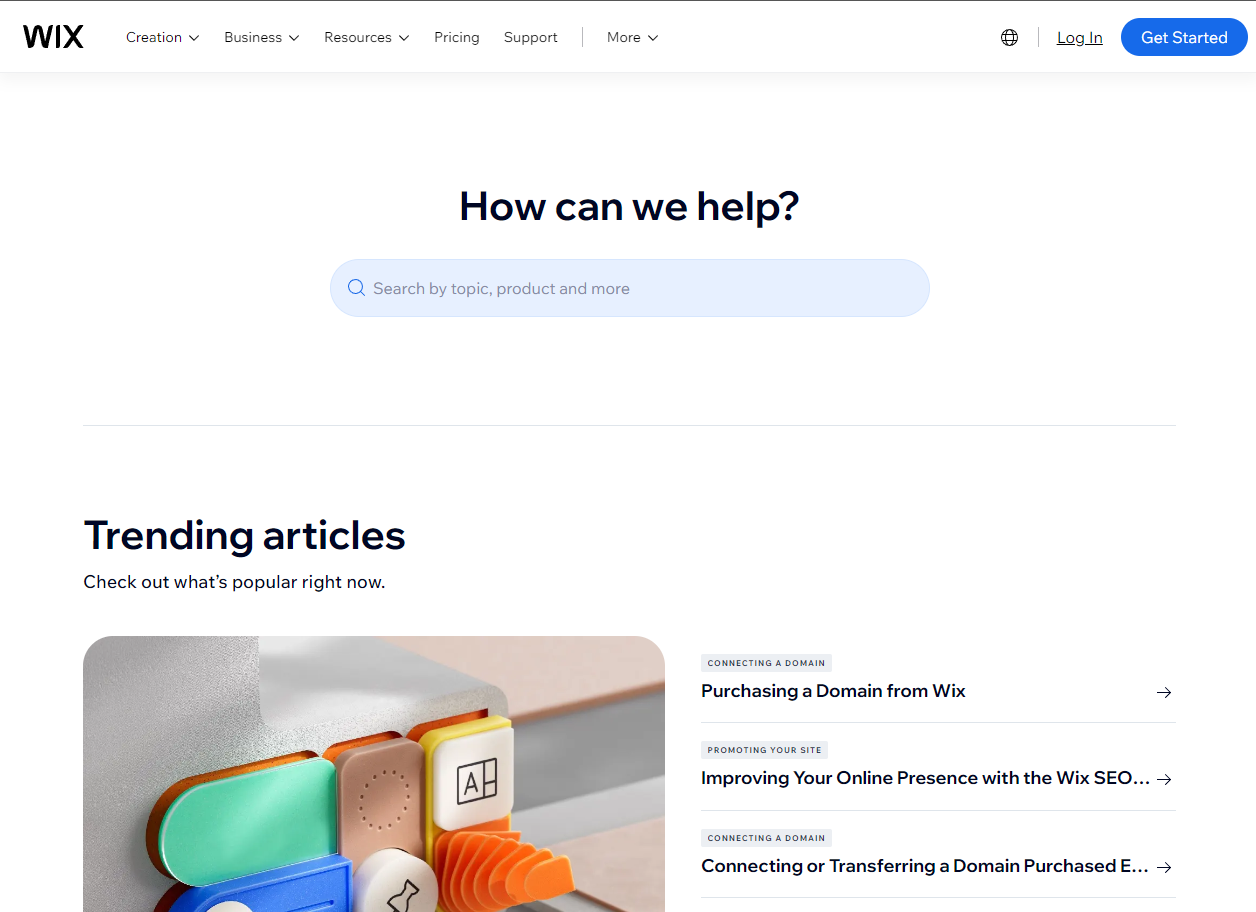 WIX
Creation
Business
Resources
Pricing
Support
More
Log In
Get Started
How can we help?
Search by topic, product and more
Trending articles
Check out what's popular right now.
A
CONNECTING A DOMAIN
Purchasing a Domain from Wix
PROMOTING YOUR SITE
Improving Your Online Presence with the Wix SEO...
CONNECTING A DOMAIN
Connecting or Transferring a Domain Purchased E...